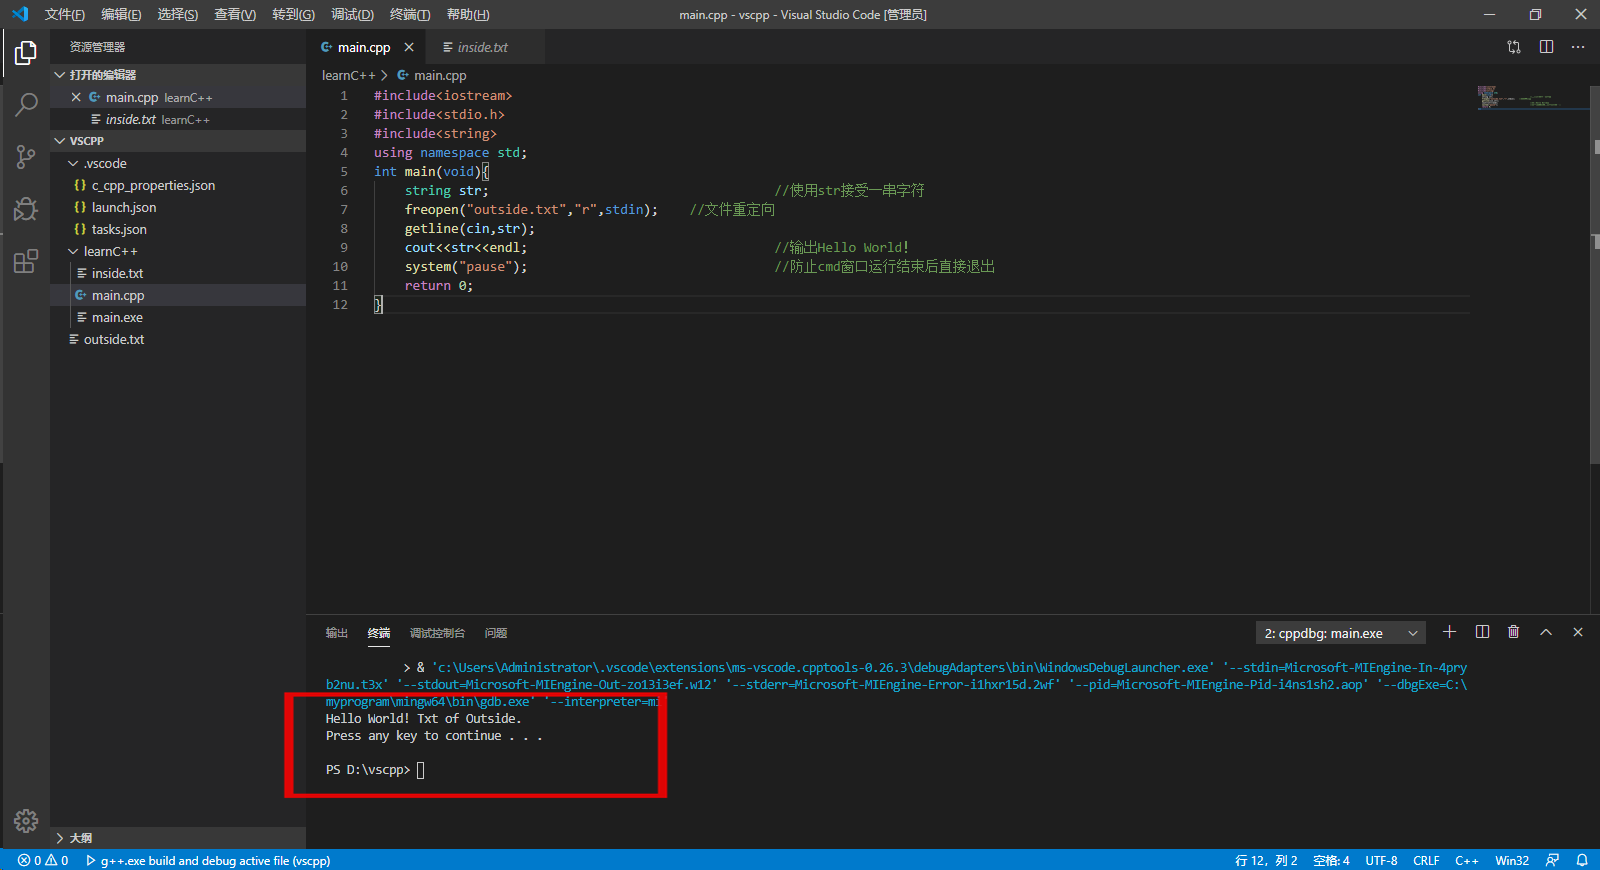 文件(F) 编辑(E) 选择(S) 查看(V) 转到(G) 调试(D) 终端(T) 帮助(H) main.cpp - vscpp - Visual Studio Code [管理员]
资源管理器
打开的编辑器
main.cpp learnC++
inside.txt learnC++
VSCPP
.vscode
{} c_cpp_properties.json
{} launch.json
{} tasks.json
learnC++
inside.txt
main.cpp
main.exe
outside.txt
大纲
main.cpp inside.txt
learnC++ > main.cpp
1 #include<iostream>
2 #include<stdio.h>
3 #include<string>
4 using namespace std;
5 int main(void){
6 string str; //使用str接受一串字符
7 freopen("outside.txt","r",stdin); //文件重定向
8 getline(cin,str);
9 cout<<str<<endl; //输出Hello World!
10 system("pause"); //防止cmd窗口运行结束后直接退出
11 return 0;
12 }
输出 终端 调试控制台 问题 2: cppdbg: main.exe
> & 'c:\Users\Administrator\.vscode\extensions\ms-vscode.cpptools-0.26.3\debugAdapters\bin\WindowsDebugLauncher.exe' '--stdin=Microsoft-MIEngine-In-4pry
b2nu.t3x' '--stdout=Microsoft-MIEngine-Out-zo13i3ef.w12' '--stderr=Microsoft-MIEngine-Error-i1hxr15d.2wf' '--pid=Microsoft-MIEngine-Pid-i4ns1sh2.aop' '--dbgExe=C:\
myprogram\mingw64\bin\gdb.exe' '--interpreter=mi
Hello World! Txt of Outside.
Press any key to continue . . .
PS D:\vscpp>
0 0 g++.exe build and debug active file (vscpp) 行 12，列 2 空格: 4 UTF-8 CRLF C++ Win32